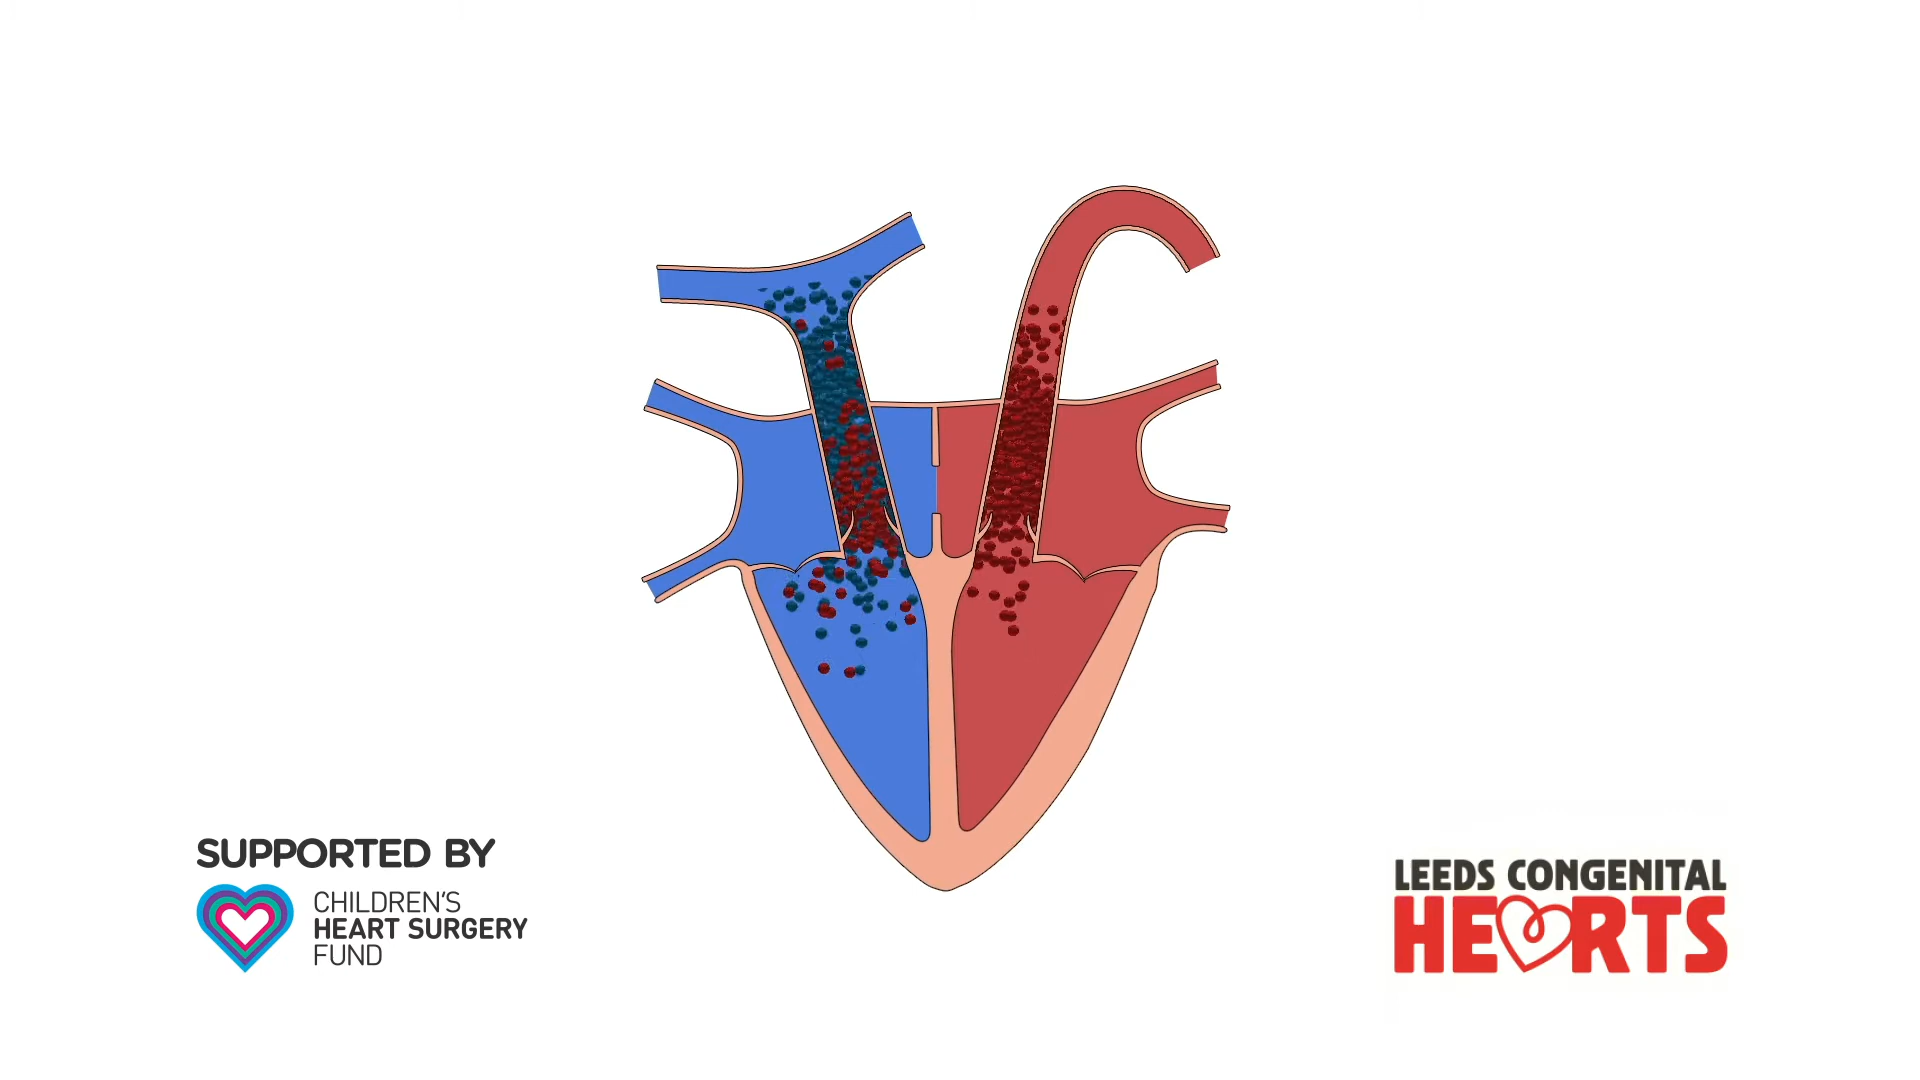 SUPPORTED BY
CHILDREN'S
HEART SURGERY
FUND
LEEDS CONGENITAL
HEARTS